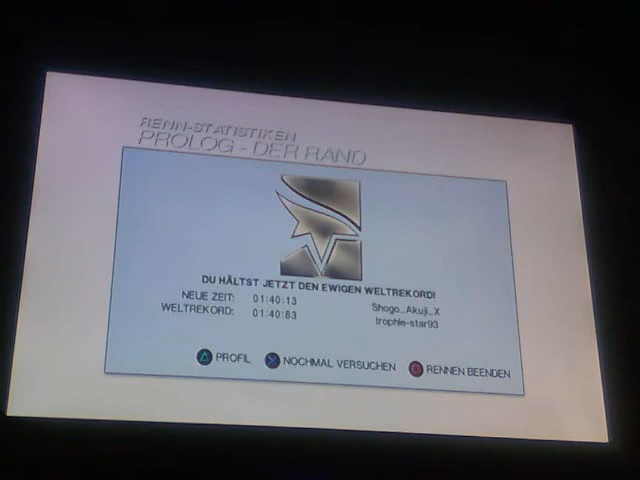 RENN-STATISTIKEN
PROLOG - DER RAND
DU HÄLTST JETZT DEN EWIGEN WELTREKORD!
NEUE ZEIT: 01:40:13 Shogo_Akuji_X
WELTREKORD: 01:40:83 trophie-star93
PROFIL NOCHMAL VERSUCHEN RENNEN BEENDEN